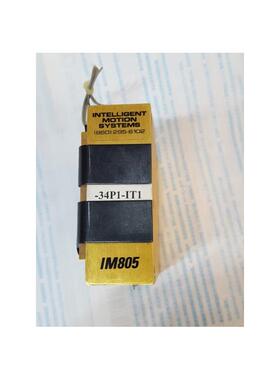 INTELLIGENT
MOTION
SYSTEMS
(860) 295-6102
-34P1-IT1
IM805